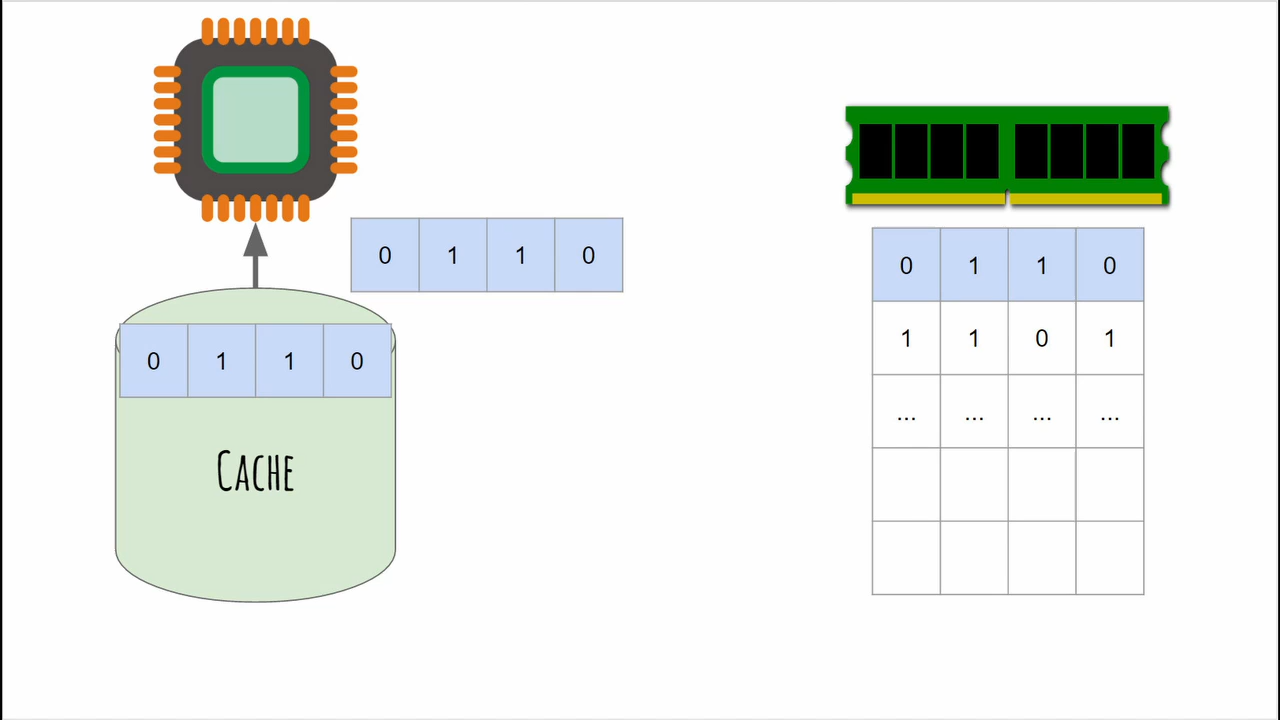 0 1 1 0
0 1 1 0
Cache
0 1 1 0
1 1 0 1
... ... ... ...